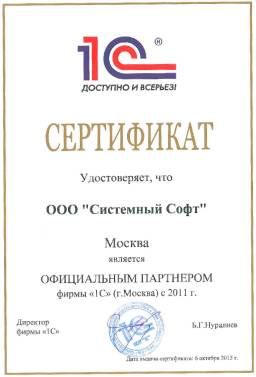 1С®
ДОСТУПНО И ВСЕРЬЕЗ!
СЕРТИФИКАТ
Удостоверяет, что
ООО "Системный Софт"
Москва
является
ОФИЦИАЛЬНЫМ ПАРТНЕРОМ
фирмы «1С» (г.Москва) с 2011 г.
Директор
фирмы «1С»
Б.Г.Нуралиев
Дата выдачи сертификата: 6 октября 2015 г.